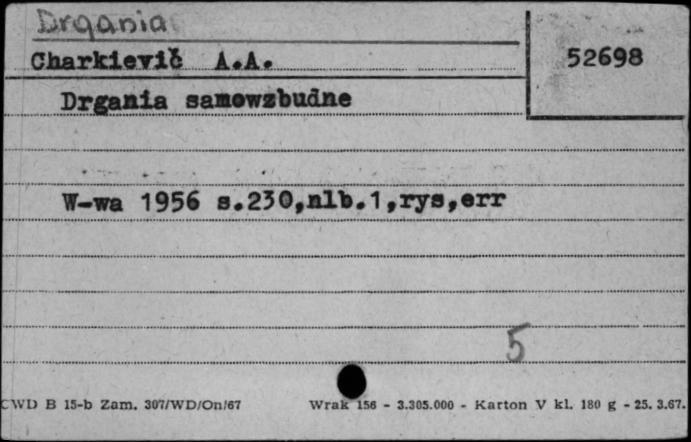 Drgania
Charkievič A.A.
52698
Drgania samowzbudne
W-wa 1956 s.230,nlb.1,rys,err
5
CWD B 15-b Zam. 307/WD/On/67 Wrak 156 - 3.305.000 - Karton V kl. 180 g - 25. 3.67.